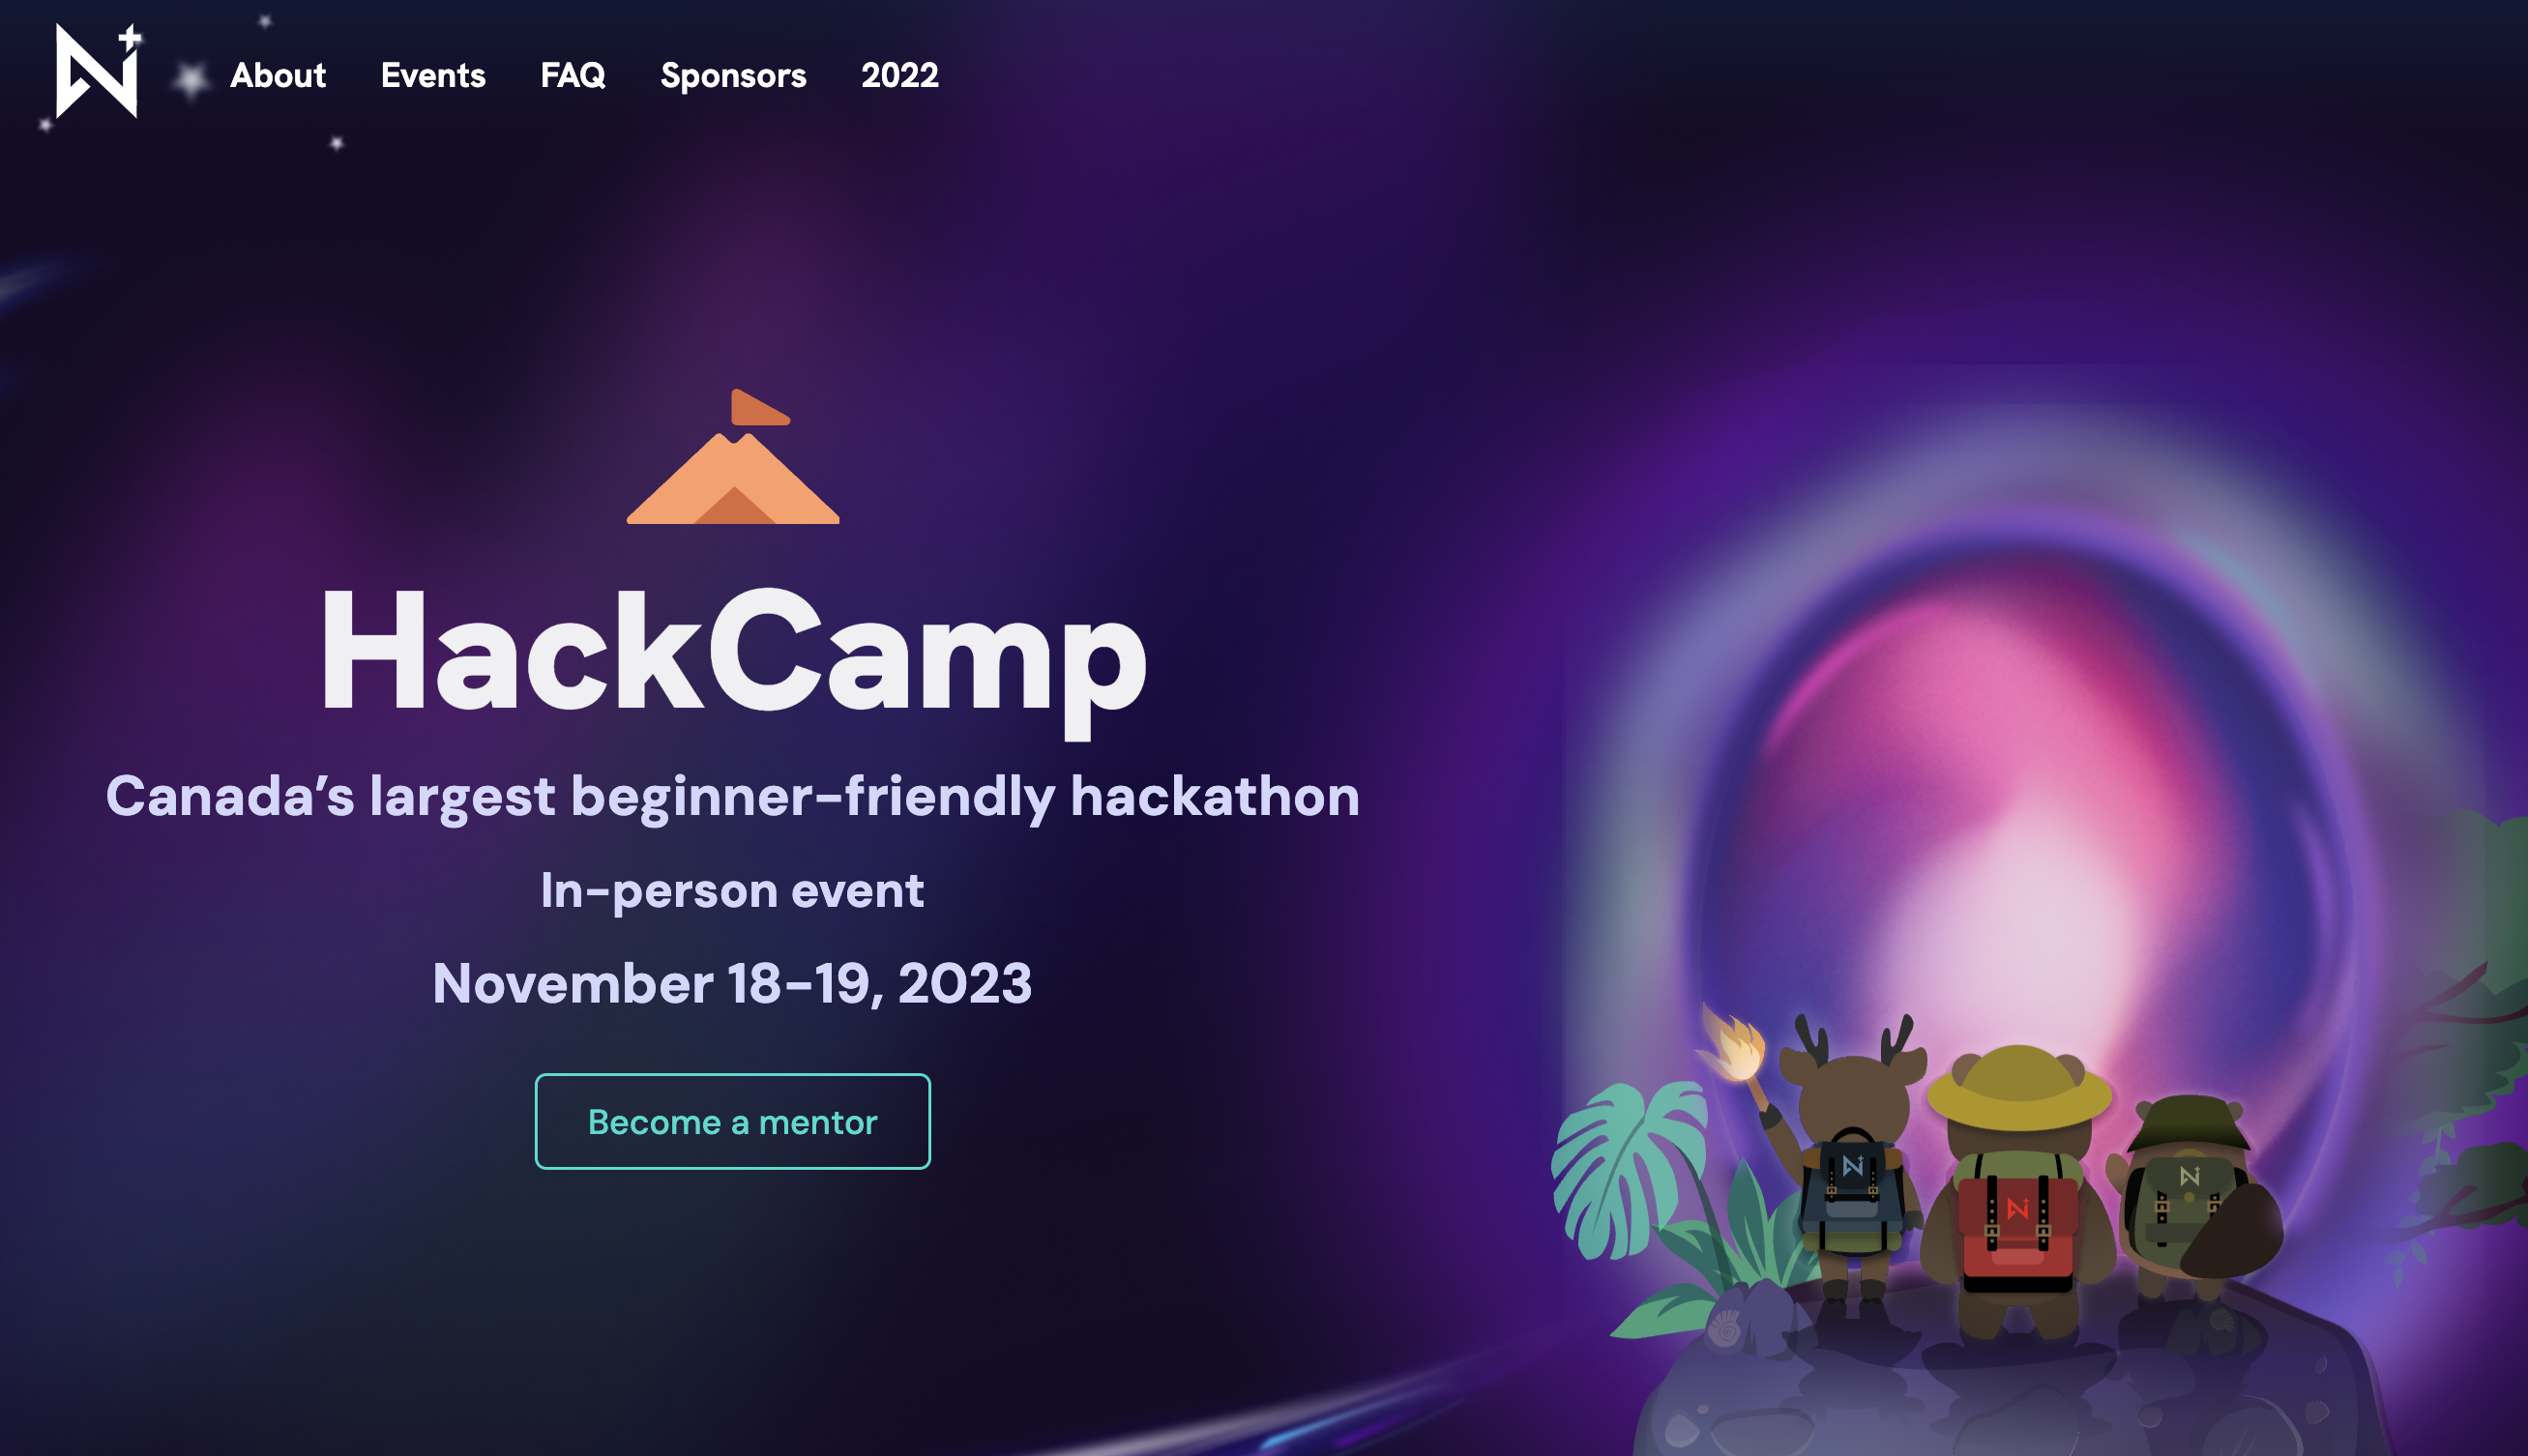 About Events FAQ Sponsors 2022
HackCamp
Canada’s largest beginner-friendly hackathon
In-person event
November 18-19, 2023
Become a mentor